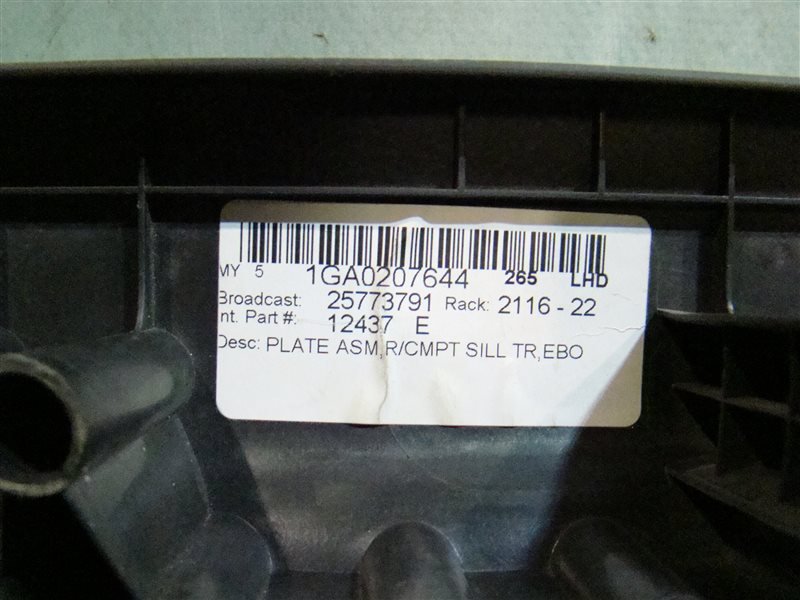 MY 5 1GA0207644 265 LHD
Broadcast: 25773791 Rack: 2116 - 22
nt. Part #: 12437 E
Desc: PLATE ASM,R/CMPT SILL TR,EBO